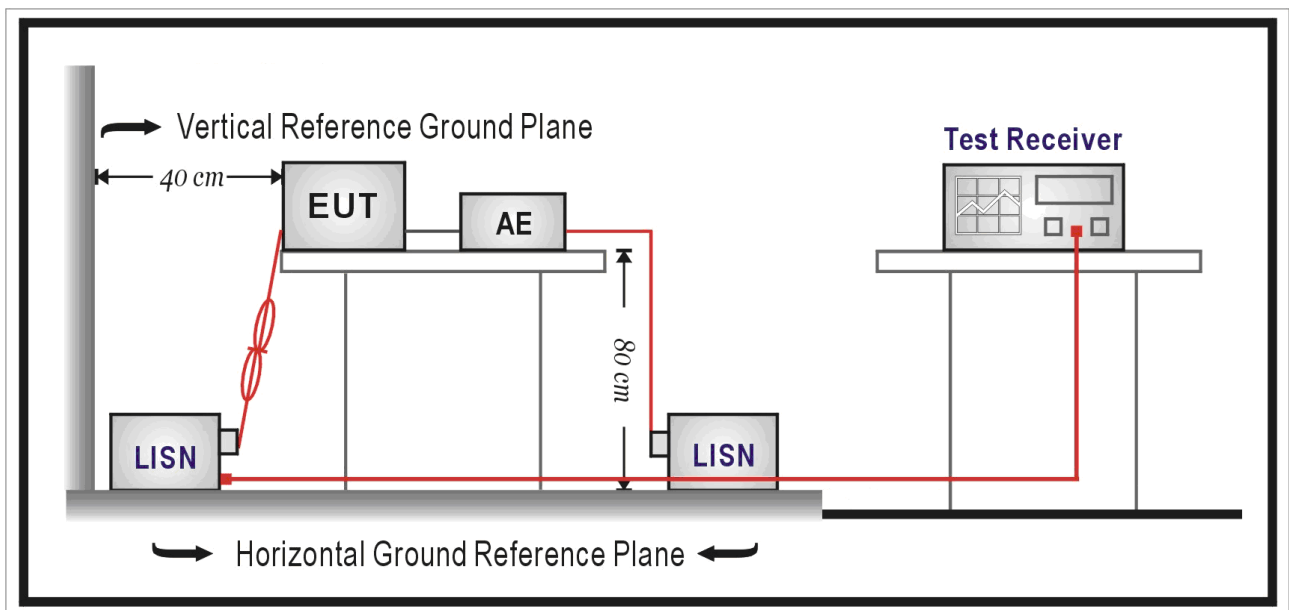 Vertical Reference Ground Plane
Test Receiver
40 cm
EUT
AE
80 cm
LISN
LISN
Horizontal Ground Reference Plane